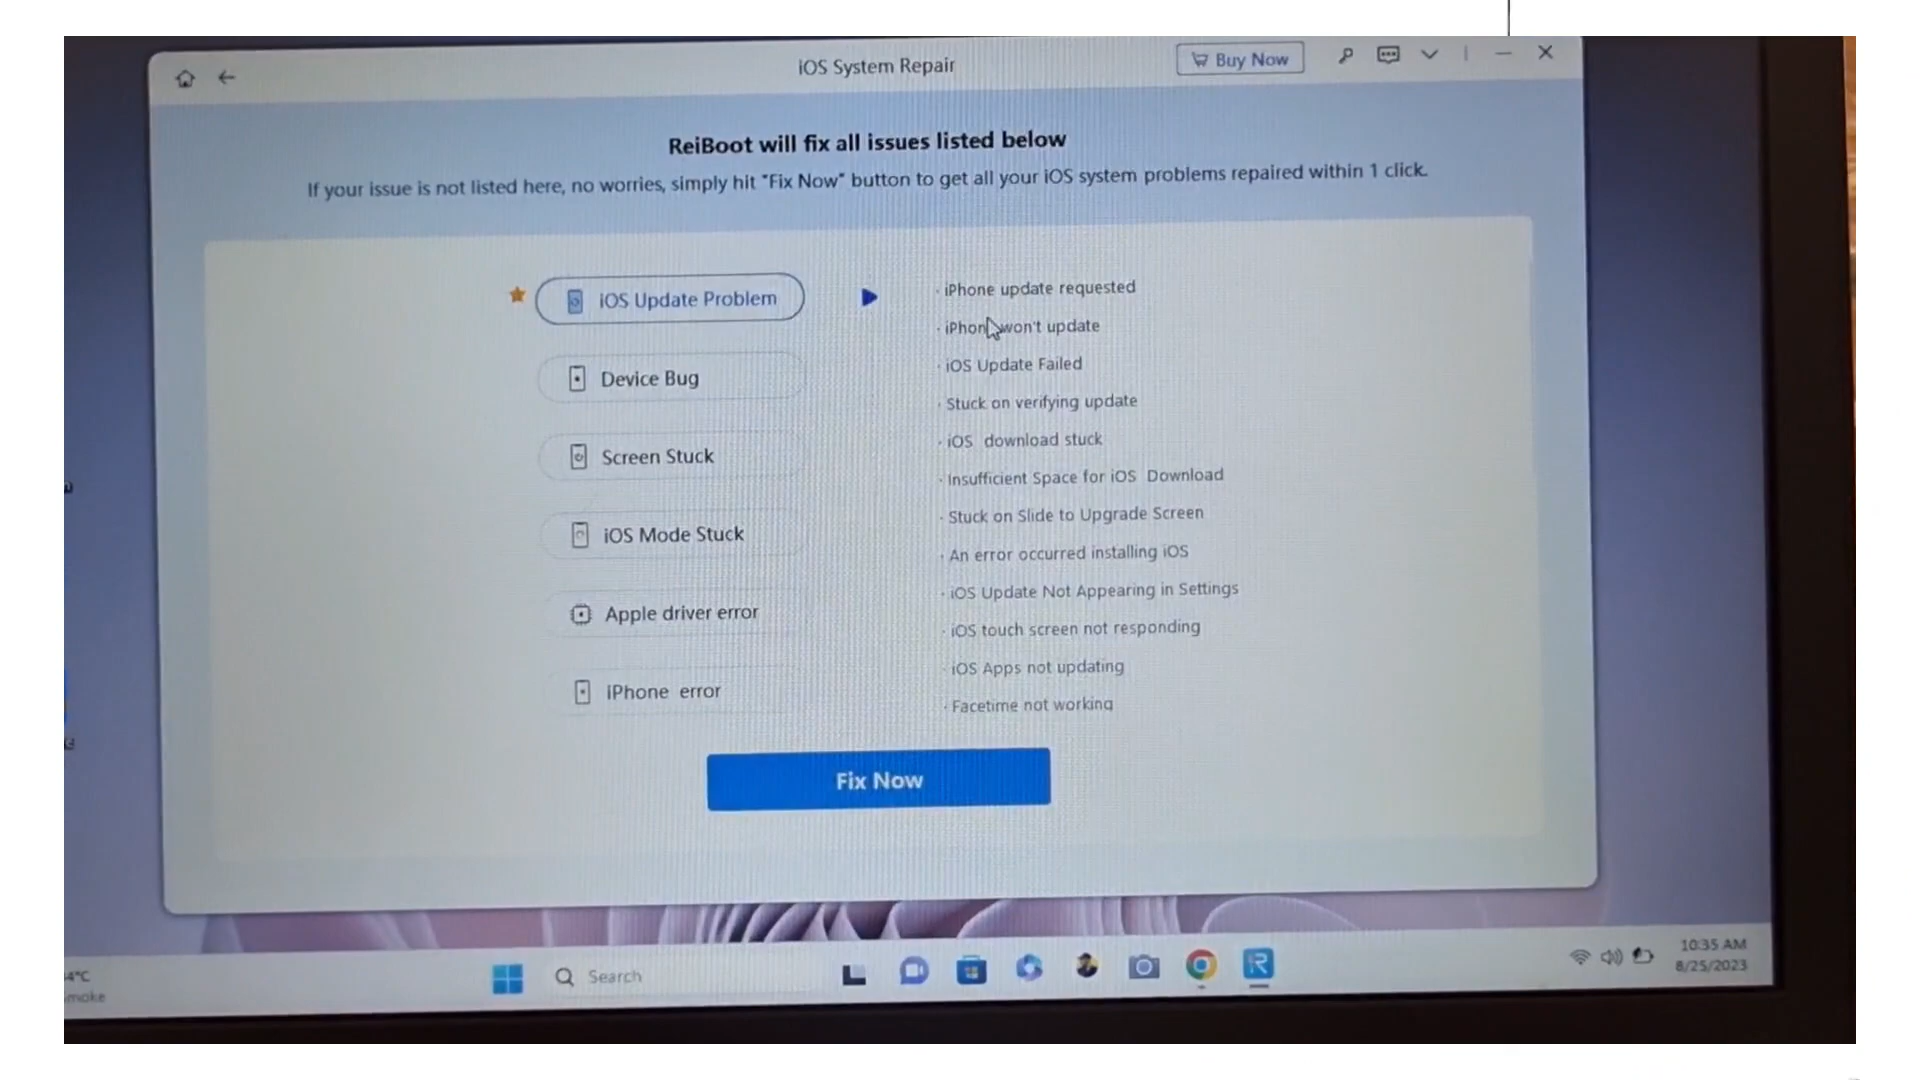 iOS System Repair
Buy Now
ReiBoot will fix all issues listed below
If your issue is not listed here, no worries, simply hit "Fix Now" button to get all your iOS system problems repaired within 1 click.
iOS Update Problem
Device Bug
Screen Stuck
iOS Mode Stuck
Apple driver error
iPhone error
· iPhone update requested
· iPhone won't update
· iOS Update Failed
· Stuck on verifying update
· iOS download stuck
· Insufficient Space for iOS Download
· Stuck on Slide to Upgrade Screen
· An error occurred installing iOS
· iOS Update Not Appearing in Settings
· iOS touch screen not responding
· iOS Apps not updating
· Facetime not working
Fix Now
4°C
moke
Search
10:35 AM
8/25/2023